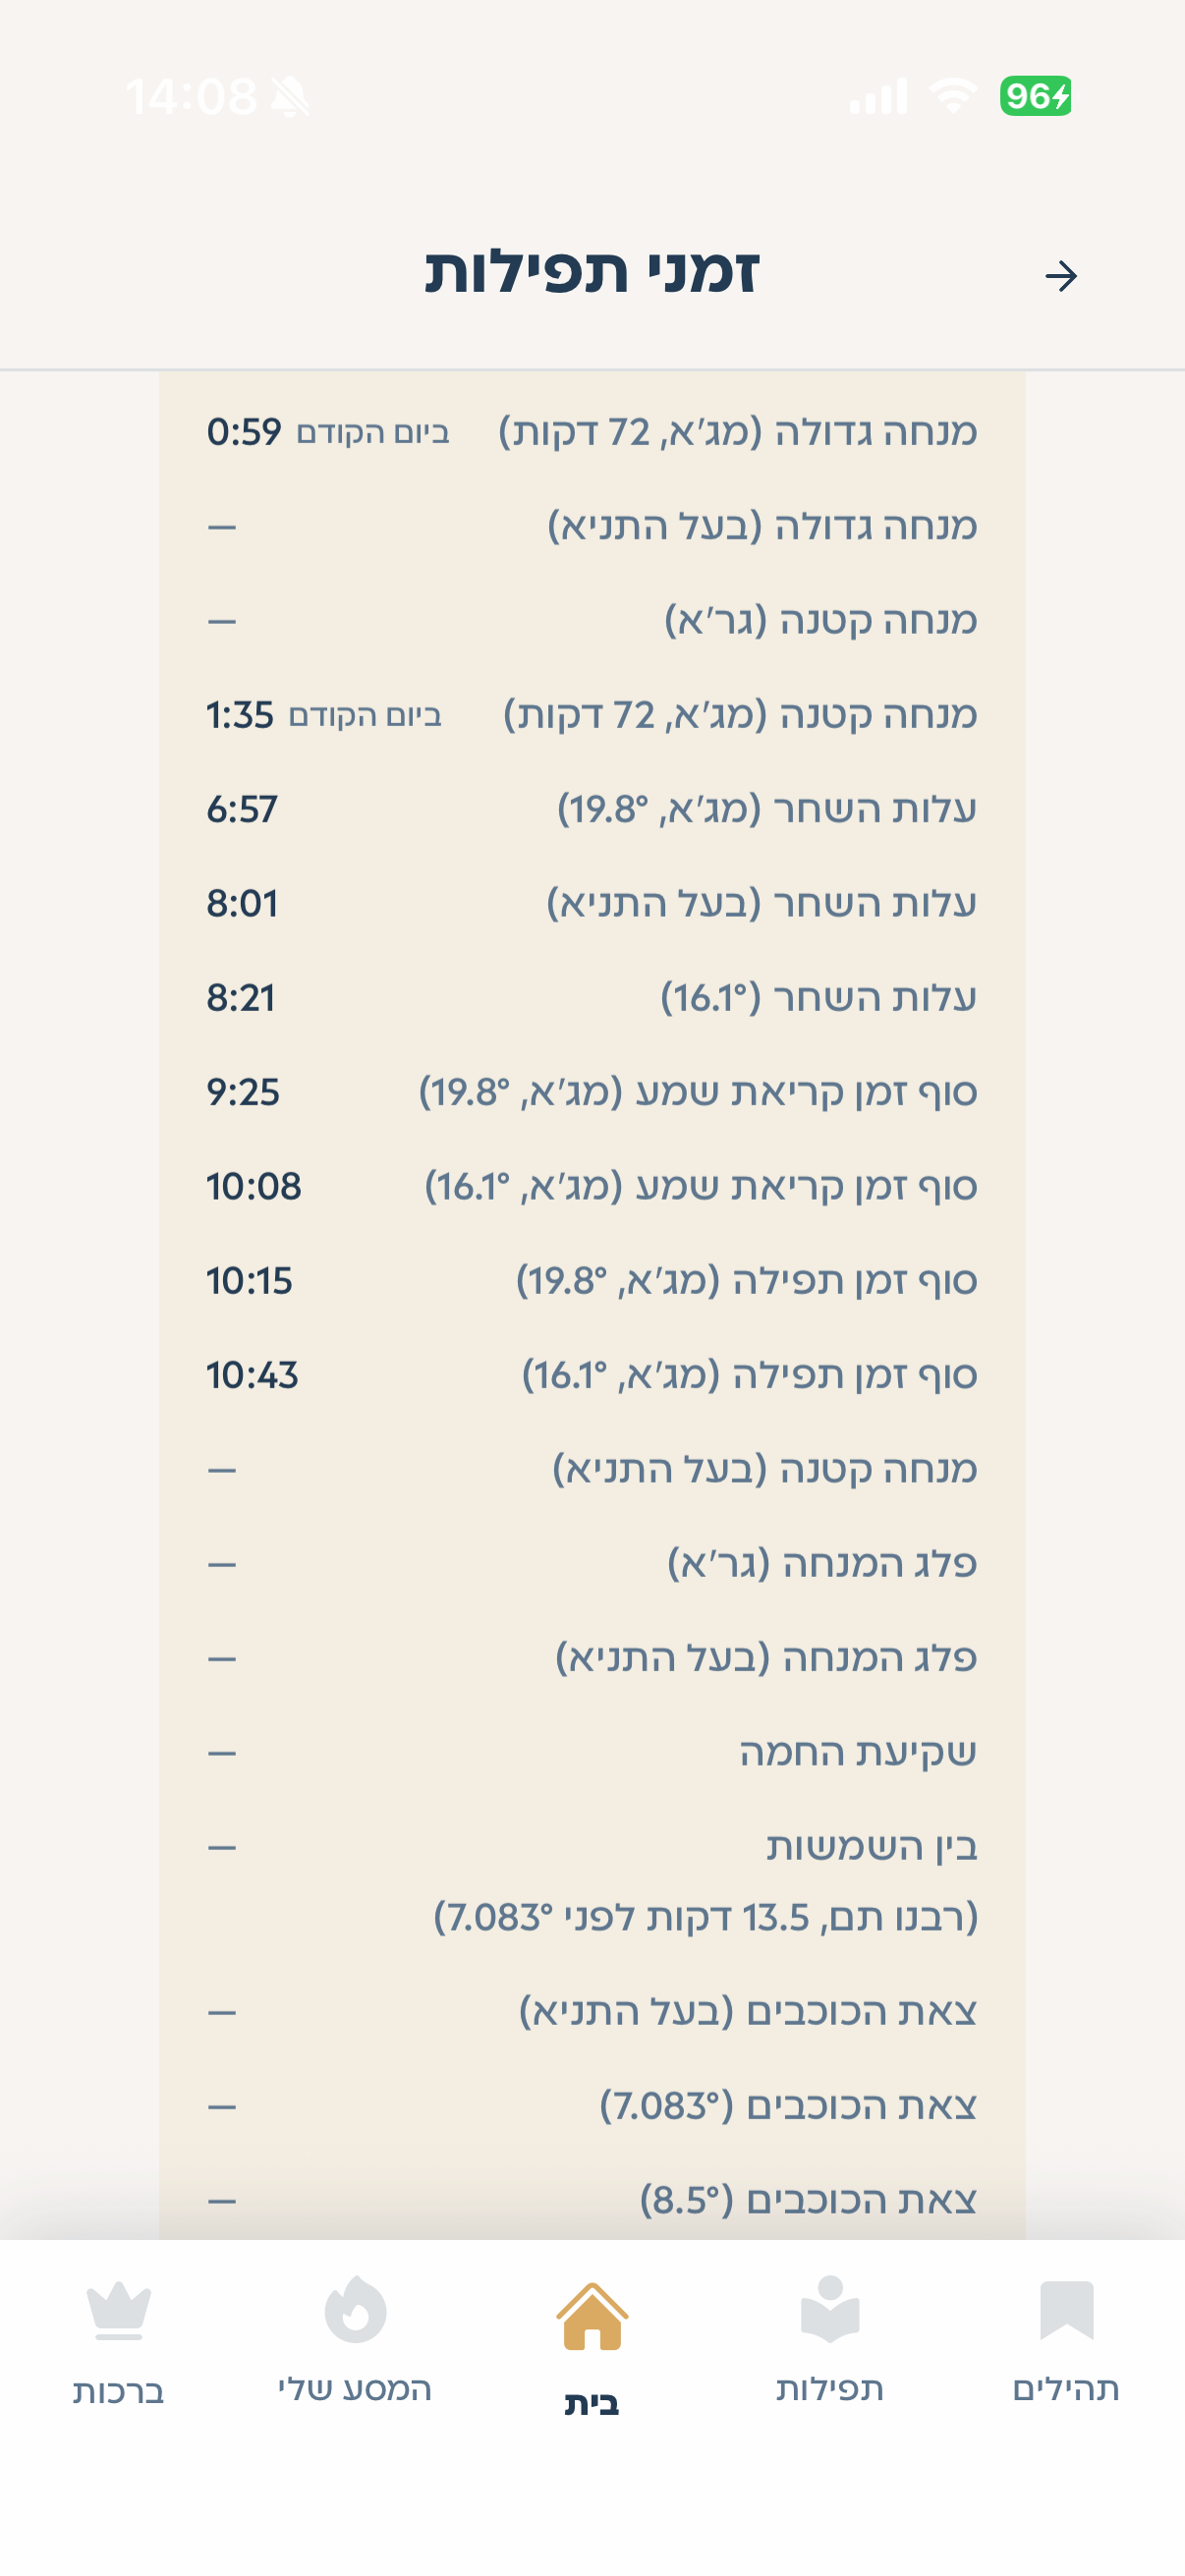 14:08
96
זמני תפילות
מנחה גדולה (מג'א, 72 דקות) ביום הקודם 0:59
מנחה גדולה (בעל התניא) —
מנחה קטנה (גר'א) —
מנחה קטנה (מג'א, 72 דקות) ביום הקודם 1:35
עלות השחר (מג'א, 19.8°) 6:57
עלות השחר (בעל התניא) 8:01
עלות השחר (16.1°) 8:21
סוף זמן קריאת שמע (מג'א, 19.8°) 9:25
סוף זמן קריאת שמע (מג'א, 16.1°) 10:08
סוף זמן תפילה (מג'א, 19.8°) 10:15
סוף זמן תפילה (מג'א, 16.1°) 10:43
מנחה קטנה (בעל התניא) —
פלג המנחה (גר'א) —
פלג המנחה (בעל התניא) —
שקיעת החמה —
בין השמשות —
(רבנו תם, 13.5 דקות לפני 7.083°)
צאת הכוכבים (בעל התניא) —
צאת הכוכבים (7.083°) —
צאת הכוכבים (8.5°) —
תהילים
תפילות
בית
המסע שלי
ברכות